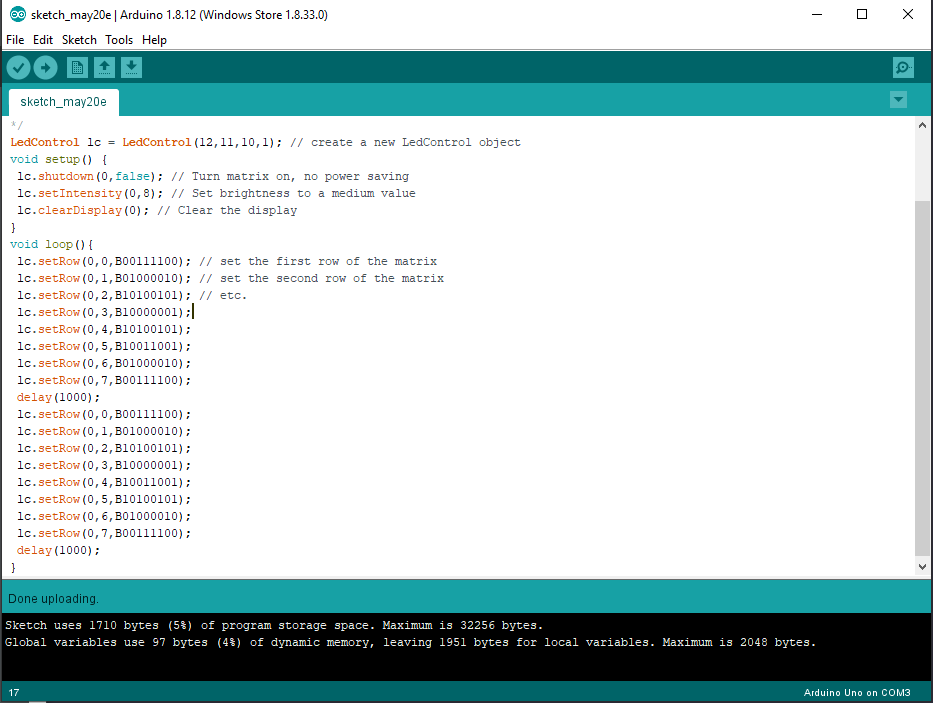 sketch_may20e | Arduino 1.8.12 (Windows Store 1.8.33.0)
File Edit Sketch Tools Help
sketch_may20e
*/
LedControl lc = LedControl(12,11,10,1); // create a new LedControl object
void setup() {
lc.shutdown(0,false); // Turn matrix on, no power saving
lc.setIntensity(0,8); // Set brightness to a medium value
lc.clearDisplay(0); // Clear the display
}
void loop(){
lc.setRow(0,0,B00111100); // set the first row of the matrix
lc.setRow(0,1,B01000010); // set the second row of the matrix
lc.setRow(0,2,B10100101); // etc.
lc.setRow(0,3,B10000001);
lc.setRow(0,4,B10100101);
lc.setRow(0,5,B10011001);
lc.setRow(0,6,B01000010);
lc.setRow(0,7,B00111100);
delay(1000);
lc.setRow(0,0,B00111100);
lc.setRow(0,1,B01000010);
lc.setRow(0,2,B10100101);
lc.setRow(0,3,B10000001);
lc.setRow(0,4,B10011001);
lc.setRow(0,5,B10100101);
lc.setRow(0,6,B01000010);
lc.setRow(0,7,B00111100);
delay(1000);
}
Done uploading.
Sketch uses 1710 bytes (5%) of program storage space. Maximum is 32256 bytes.
Global variables use 97 bytes (4%) of dynamic memory, leaving 1951 bytes for local variables. Maximum is 2048 bytes.
17 Arduino Uno on COM3